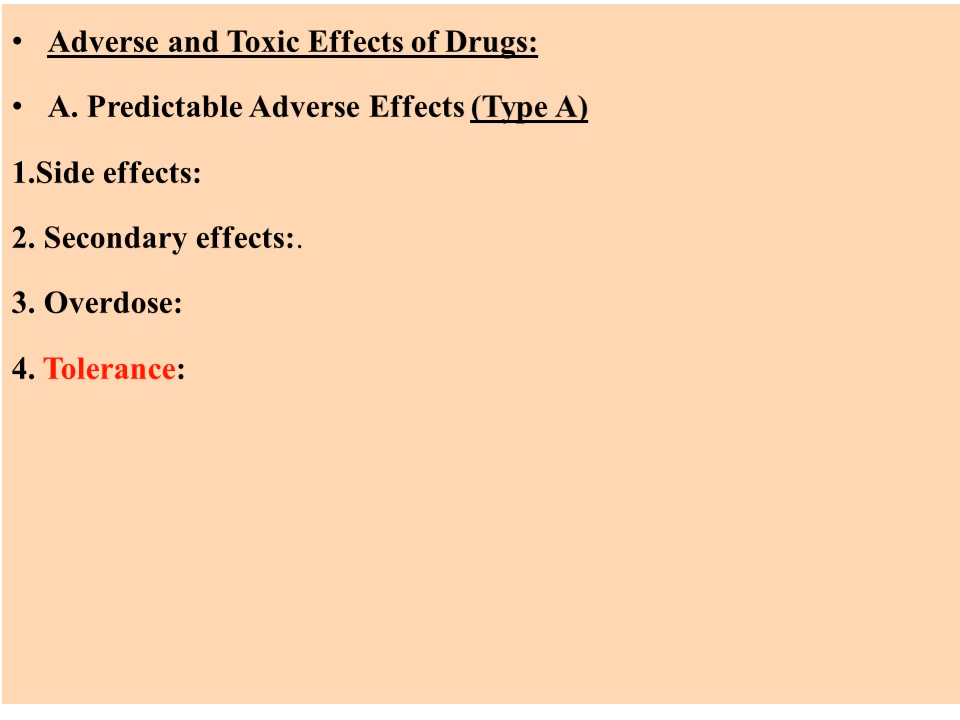 • Adverse and Toxic Effects of Drugs:
• A. Predictable Adverse Effects (Type A)
1.Side effects:
2. Secondary effects:.
3. Overdose:
4. Tolerance: